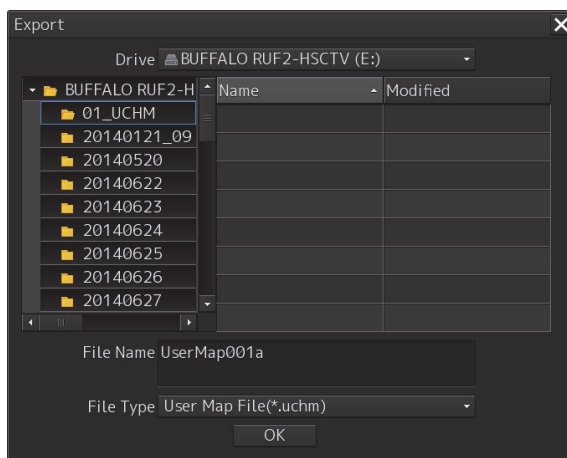 Export
Drive BUFFALO RUF2-HSCTV (E:)
BUFFALO RUF2-H
Name Modified
01_UCHM
20140121_09
20140520
20140622
20140623
20140624
20140625
20140626
20140627
File Name UserMap001a
File Type User Map File(*.uchm)
OK